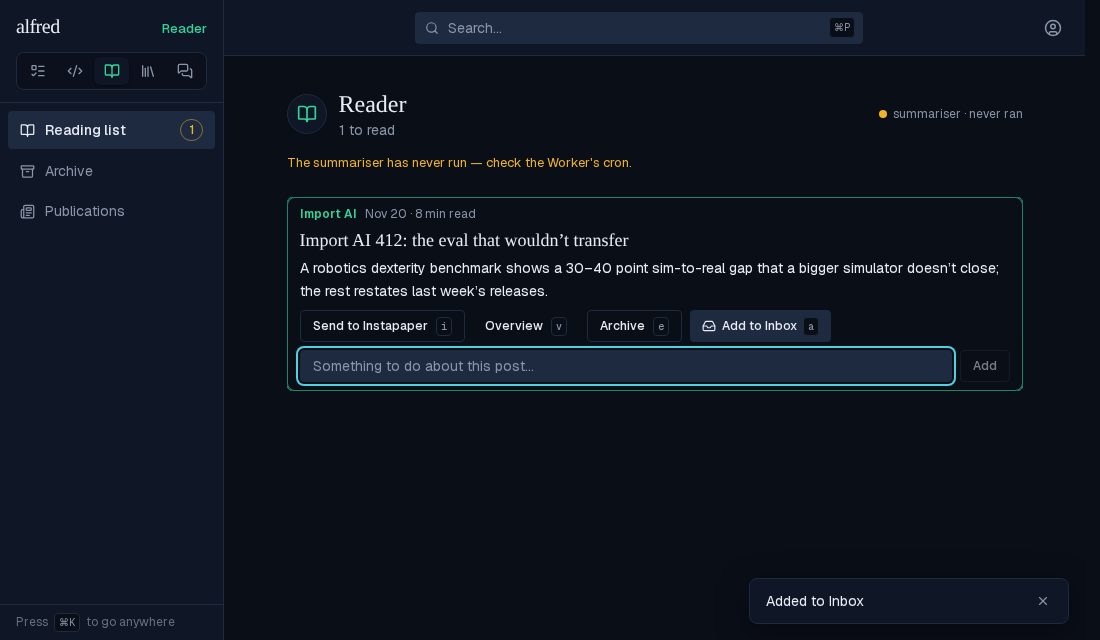 alfred
Reader
Search...
⌘P
Reading list
1
Archive
Publications
Reader
1 to read
summariser · never ran
The summariser has never run — check the Worker's cron.
Import AI Nov 20 · 8 min read
Import AI 412: the eval that wouldn’t transfer
A robotics dexterity benchmark shows a 30–40 point sim-to-real gap that a bigger simulator doesn’t close;
the rest restates last week’s releases.
Send to Instapaper i Overview v Archive e Add to Inbox a
Something to do about this post... Add
Added to Inbox
Press ⌘K to go anywhere